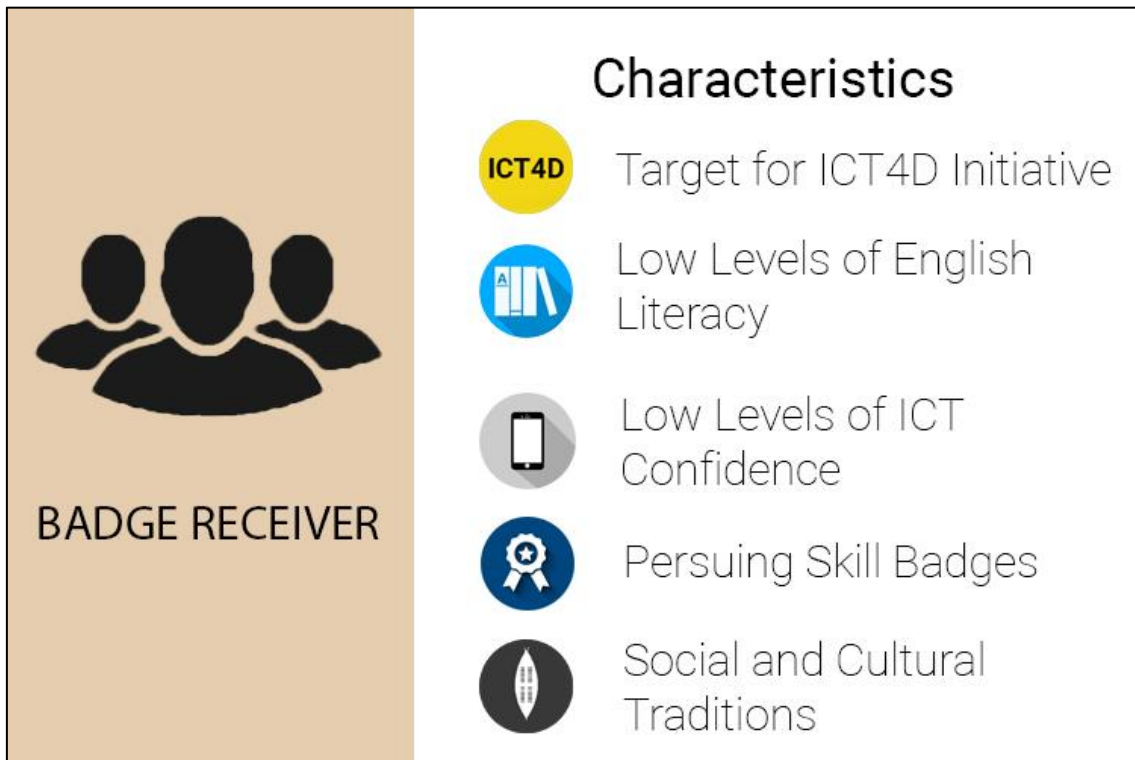 Characteristics
ICT4D
Target for ICT4D Initiative
A
Low Levels of English
Literacy
Low Levels of ICT
Confidence
BADGE RECEIVER
Persuing Skill Badges
Social and Cultural
Traditions